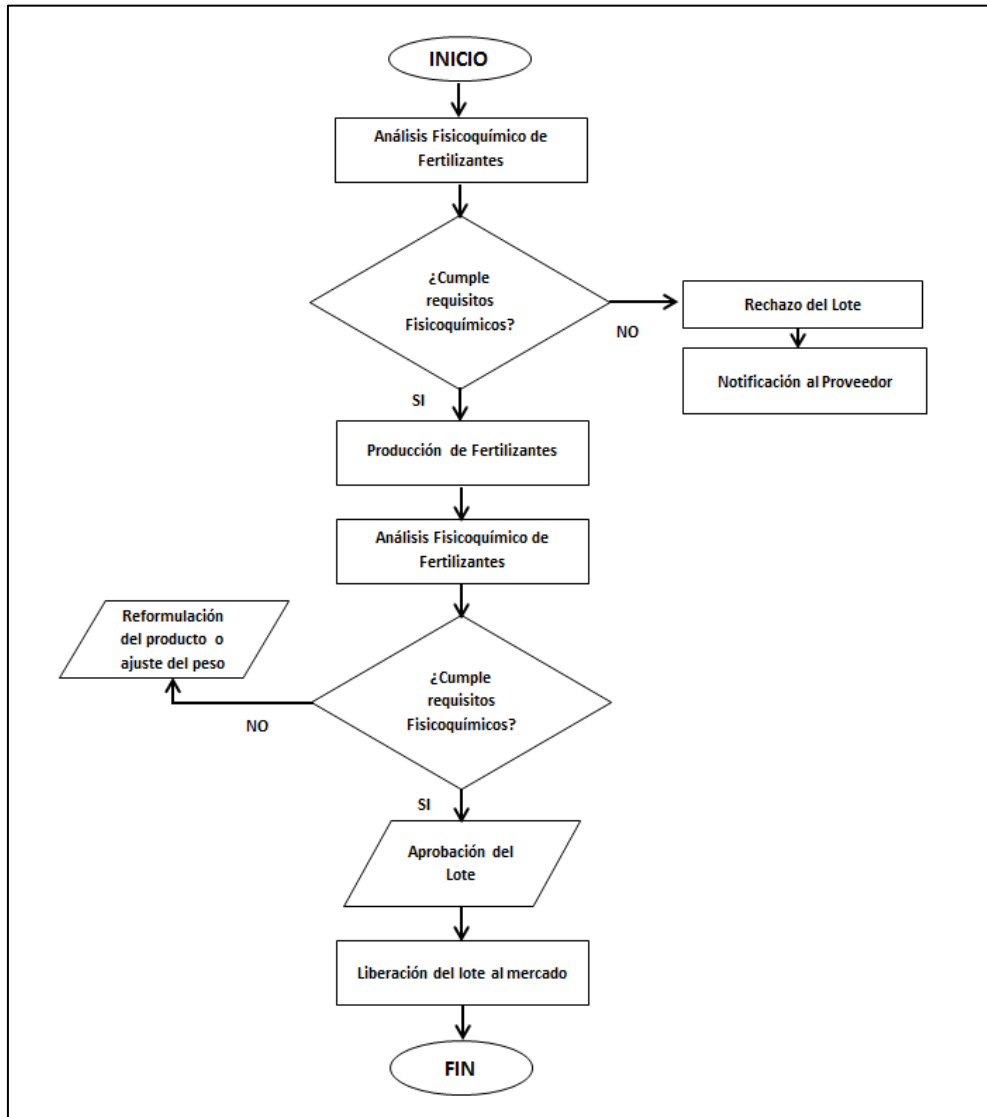 INICIO
Análisis Fisicoquímico de
Fertilizantes
¿Cumple
requisitos
Fisicoquímicos?
NO
Rechazo del Lote
Notificación al Proveedor
SI
Producción de Fertilizantes
Análisis Fisicoquímico de
Fertilizantes
¿Cumple
requisitos
Fisicoquímicos?
NO
Reformulación
del producto o
ajuste del peso
SI
Aprobación del
Lote
Liberación del lote al mercado
FIN